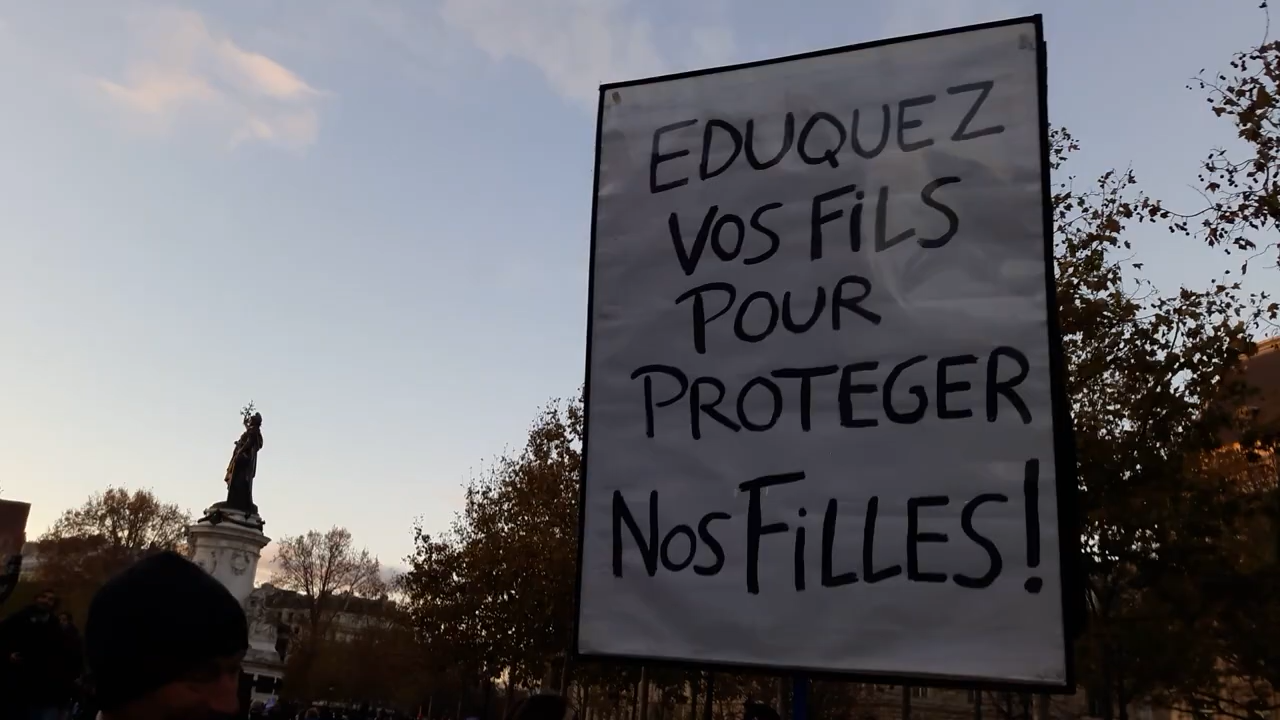 EDUQUEZ
VOS FiLS
POUR
PROTEGER
NOS FiLLES!